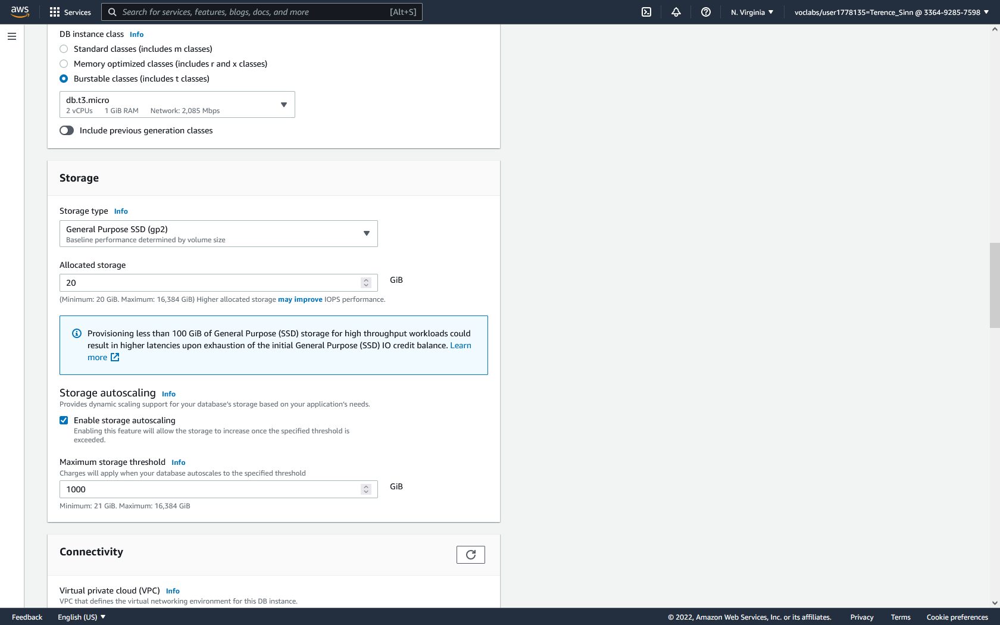 aws
Services
Search for services, features, blogs, docs, and more
[Alt+S]
N. Virginia
voclabs/user1778135=Terence_Sinn @ 3364-9285-7598
DB instance class Info
Standard classes (includes m classes)
Memory optimized classes (includes r and x classes)
Burstable classes (includes t classes)
db.t3.micro
2 vCPUs 1 GiB RAM Network: 2,085 Mbps
Include previous generation classes
Storage
Storage type Info
General Purpose SSD (gp2)
Baseline performance determined by volume size
Allocated storage
20
GiB
(Minimum: 20 GiB. Maximum: 16,384 GiB) Higher allocated storage may improve IOPS performance.
Provisioning less than 100 GiB of General Purpose (SSD) storage for high throughput workloads could
result in higher latencies upon exhaustion of the initial General Purpose (SSD) IO credit balance. Learn
more
Storage autoscaling Info
Provides dynamic scaling support for your database's storage based on your application's needs.
Enable storage autoscaling
Enabling this feature will allow the storage to increase once the specified threshold is
exceeded.
Maximum storage threshold Info
Charges will apply when your database autoscales to the specified threshold
1000
GiB
Minimum: 21 GiB. Maximum: 16,384 GiB
Connectivity
Virtual private cloud (VPC) Info
VPC that defines the virtual networking environment for this DB instance.
Feedback
English (US)
© 2022, Amazon Web Services, Inc. or its affiliates.
Privacy
Terms
Cookie preferences